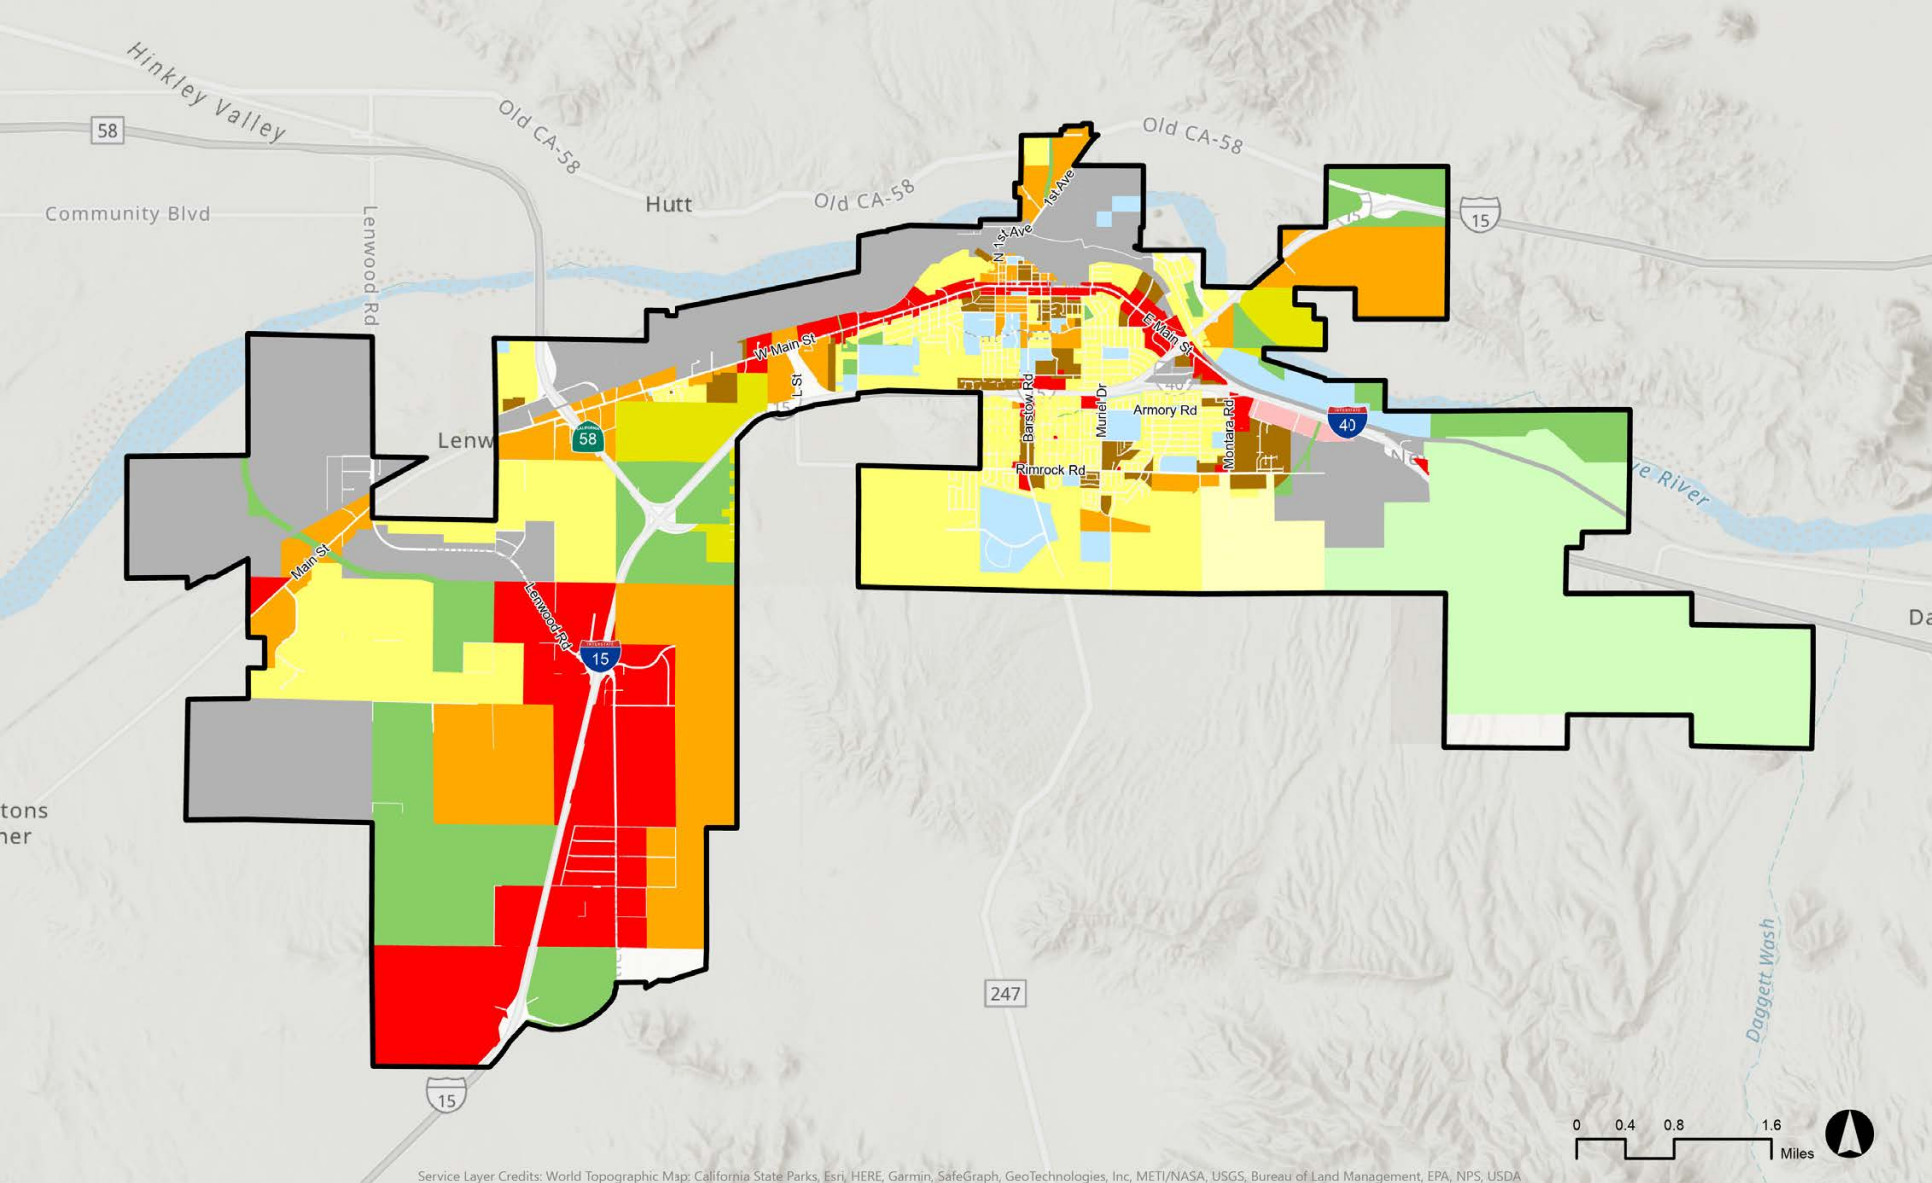 Hinkley Valley
58
Old CA-58
Community Blvd
Lenwood Rd
Hutt
Old CA-58
Old CA-58
15
1st Ave
N 1st Ave
W Main St
L St
E Main St
Lenw
58
Barstow Rd
Muriel Dr
Armory Rd
Montara Rd
40
40
Rimrock Rd
Ne
ve River
Main St
Lenwood Rd
15
Da
tons
ner
247
Daggett Wash
15
0 0.4 0.8 1.6
Miles
Service Layer Credits: World Topographic Map: California State Parks, Esri, HERE, Garmin, SafeGraph, GeoTechnologies, Inc, METI/NASA, USGS, Bureau of Land Management, EPA, NPS, USDA